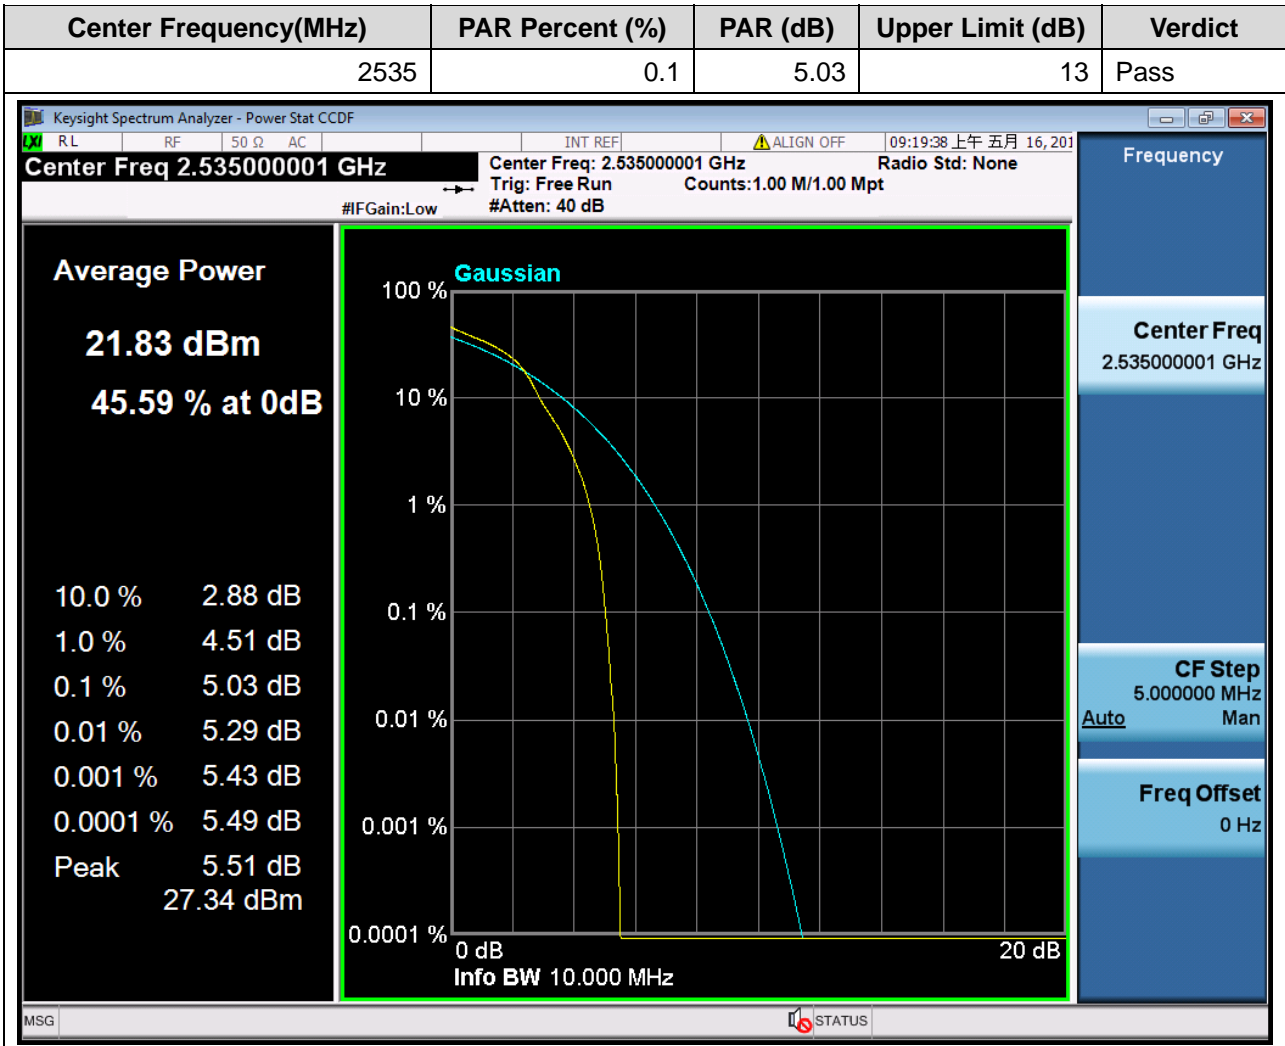 Center Frequency(MHz) PAR Percent (%) PAR (dB) Upper Limit (dB) Verdict
2535 0.1 5.03 13 Pass
Keysight Spectrum Analyzer - Power Stat CCDF
LXI RL RF 50 Ω AC INT REF ALIGN OFF 09:19:38 上午 五月 16, 201
Center Freq 2.535000001 GHz
#IFGain:Low
Center Freq: 2.535000001 GHz Radio Std: None
Trig: Free Run Counts:1.00 M/1.00 Mpt
#Atten: 40 dB
Average Power
21.83 dBm
45.59 % at 0dB
10.0 % 2.88 dB
1.0 % 4.51 dB
0.1 % 5.03 dB
0.01 % 5.29 dB
0.001 % 5.43 dB
0.0001 % 5.49 dB
Peak 5.51 dB
27.34 dBm
Gaussian
100 %
10 %
1 %
0.1 %
0.01 %
0.001 %
0.0001 %
0 dB 20 dB
Info BW 10.000 MHz
Frequency
Center Freq
2.535000001 GHz
CF Step
5.000000 MHz
Auto Man
Freq Offset
0 Hz
MSG STATUS